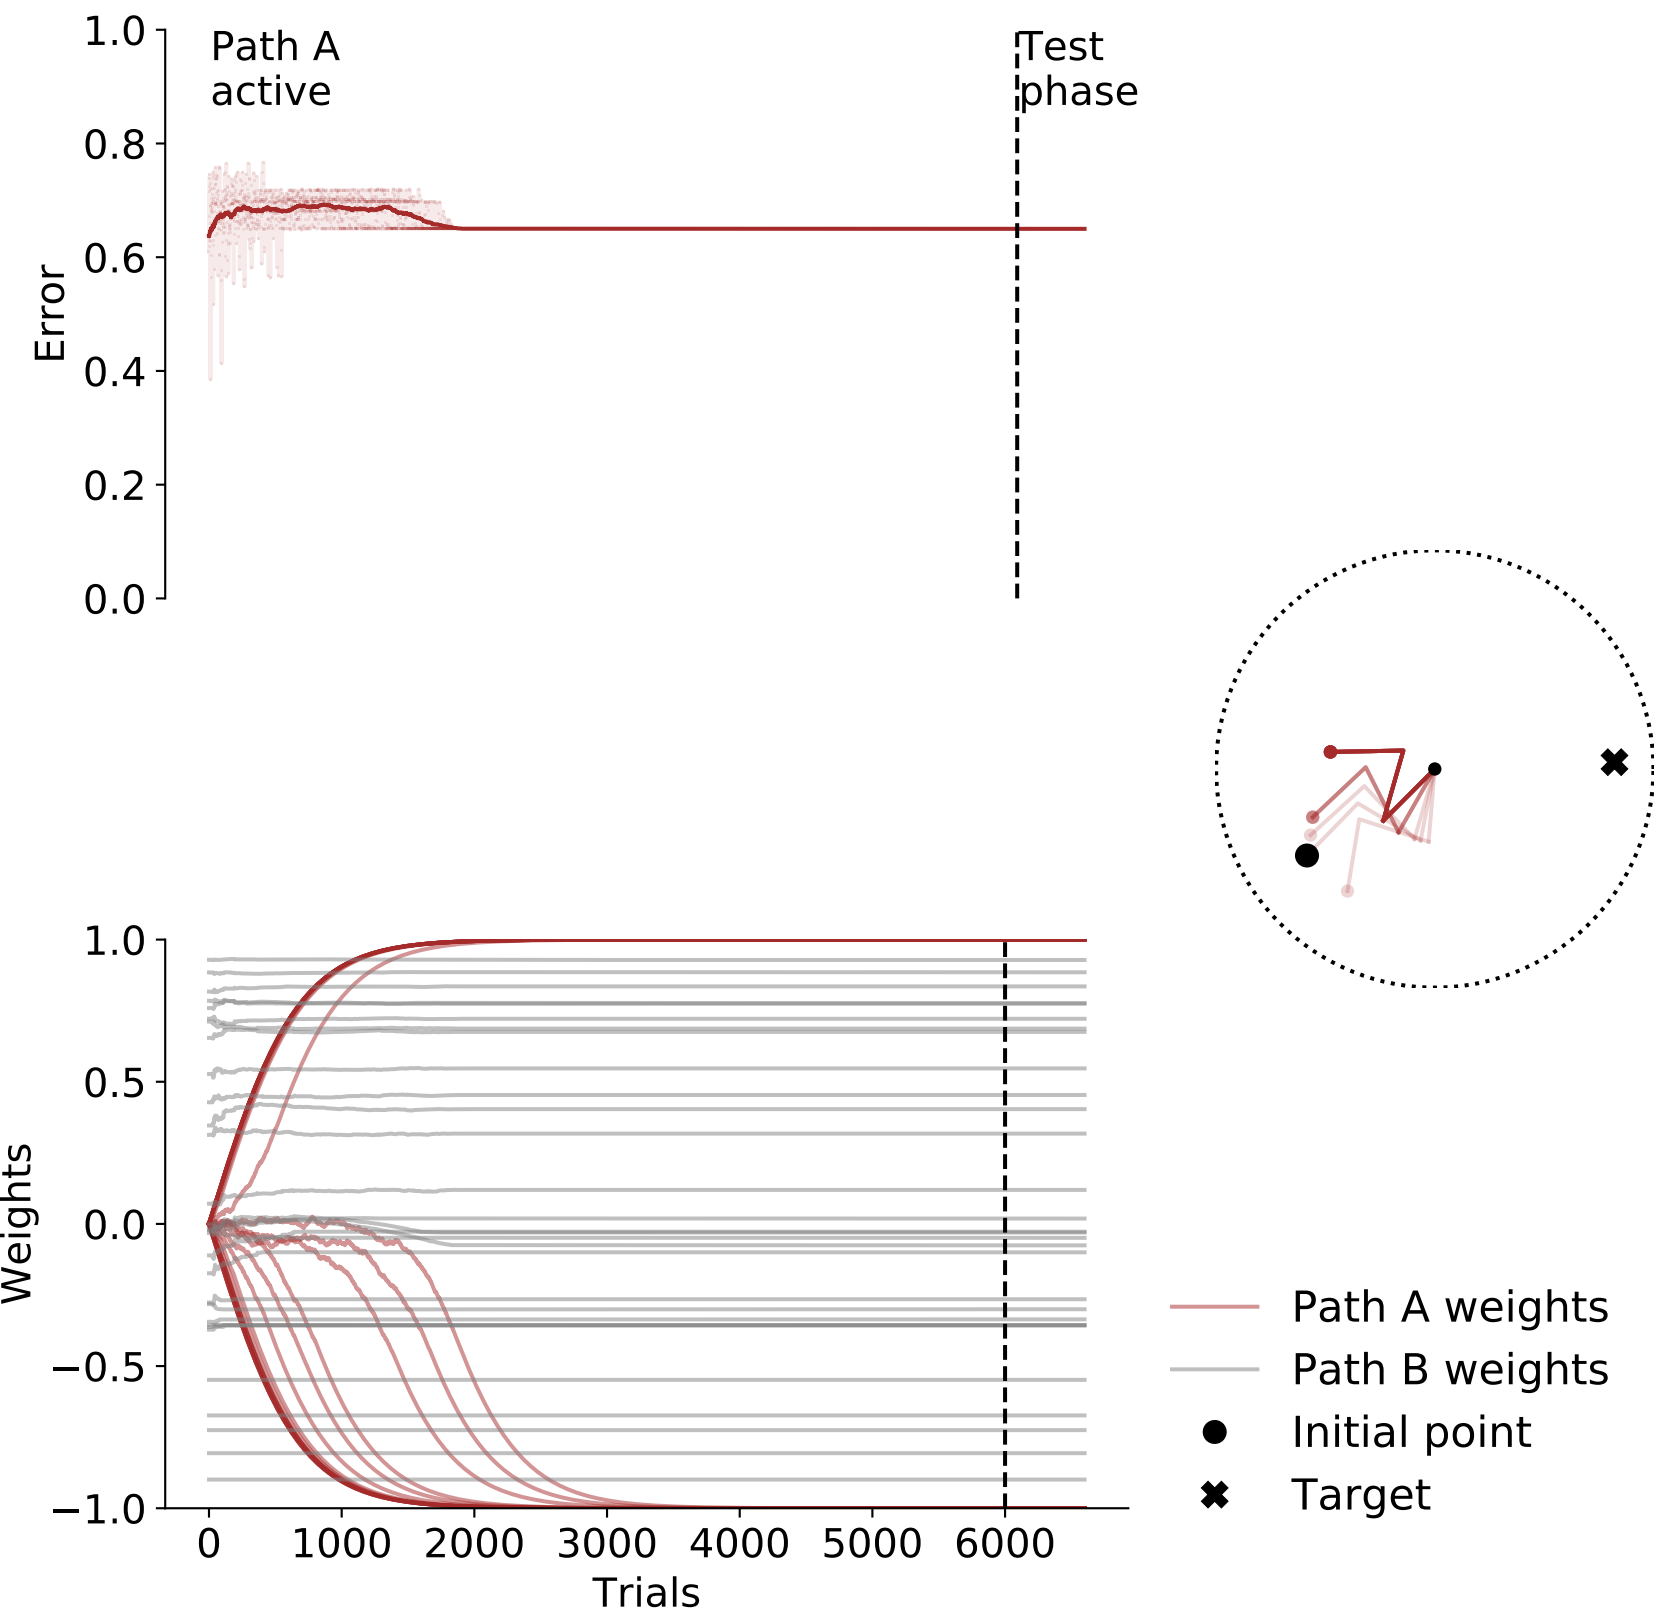 1.0
Path A
active
Test
phase
0.8
0.6
0.4
0.2
0.0
Error
1.0
0.5
0.0
−0.5
−1.0
Weights
0 1000 2000 3000 4000 5000 6000
Trials
Path A weights
Path B weights
Initial point
Target